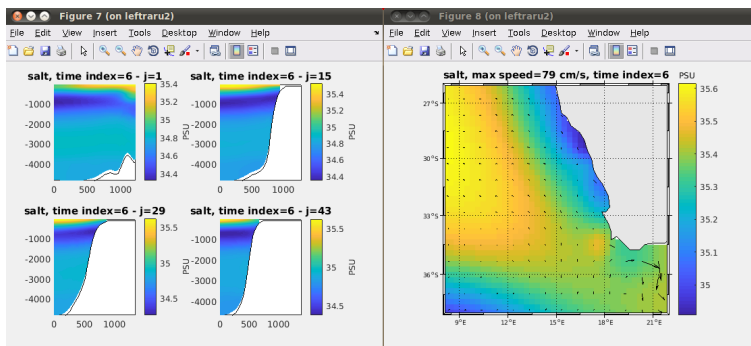 Figure 7 (on leftraru2)
File Edit View Insert Tools Desktop Window Help
salt, time index=6 - j=1
-1000
-2000
-3000
-4000
0 500 1000
35.4
35.2
35
34.8
34.6
34.4
PSU
salt, time index=6 - j=15
-1000
-2000
-3000
-4000
0 500 1000
35.4
35.2
35
34.8
34.6
34.4
PSU
salt, time index=6 - j=29
-1000
-2000
-3000
-4000
0 500 1000
35.5
35
34.5
PSU
salt, time index=6 - j=43
-1000
-2000
-3000
-4000
0 500 1000
35.5
35
34.5
PSU
Figure 8 (on leftraru2)
File Edit View Insert Tools Desktop Window Help
salt, max speed=79 cm/s, time index=6
PSU
27°S
30°S
33°S
36°S
9°E 12°E 15°E 18°E 21°E
35.6
35.5
35.4
35.3
35.2
35.1
35